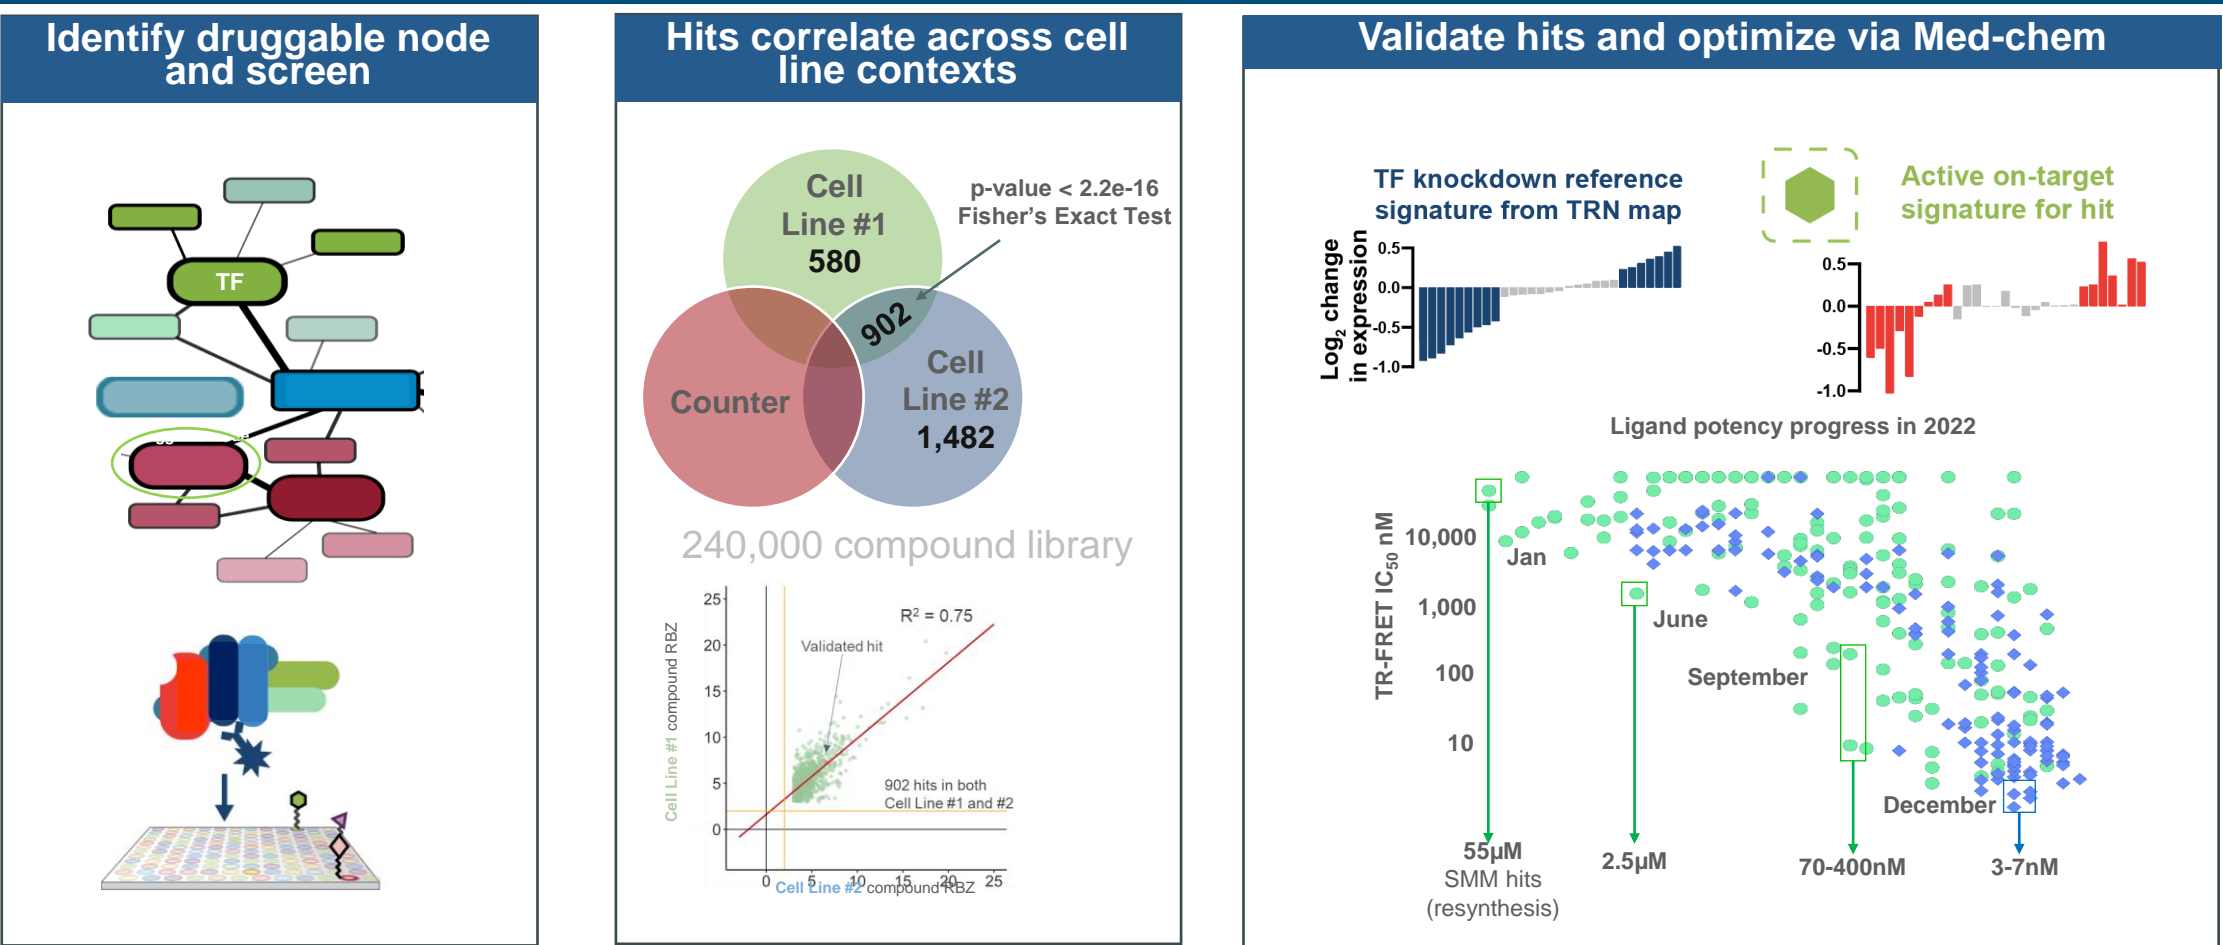 Identify druggable node
and screen
TF
Hits correlate across cell
line contexts
Cell
Line #1
580
p-value < 2.2e-16
Fisher's Exact Test
902
Counter
Cell
Line #2
1,482
240,000 compound library
Cell Line #1 compound RBZ
25
20
15
10
5
0
R² = 0.75
Validated hit
902 hits in both
Cell Line #1 and #2
0 5 10 15 20 25
Cell Line #2 compound RBZ
Validate hits and optimize via Med-chem
TF knockdown reference
signature from TRN map
Log₂ change
in expression
0.5
0.0
-0.5
-1.0
Active on-target
signature for hit
0.5
0.0
-0.5
-1.0
Ligand potency progress in 2022
TR-FRET IC₅₀ nM
10,000
1,000
100
10
Jan
June
September
December
55µM
SMM hits
(resynthesis)
2.5µM
70-400nM
3-7nM